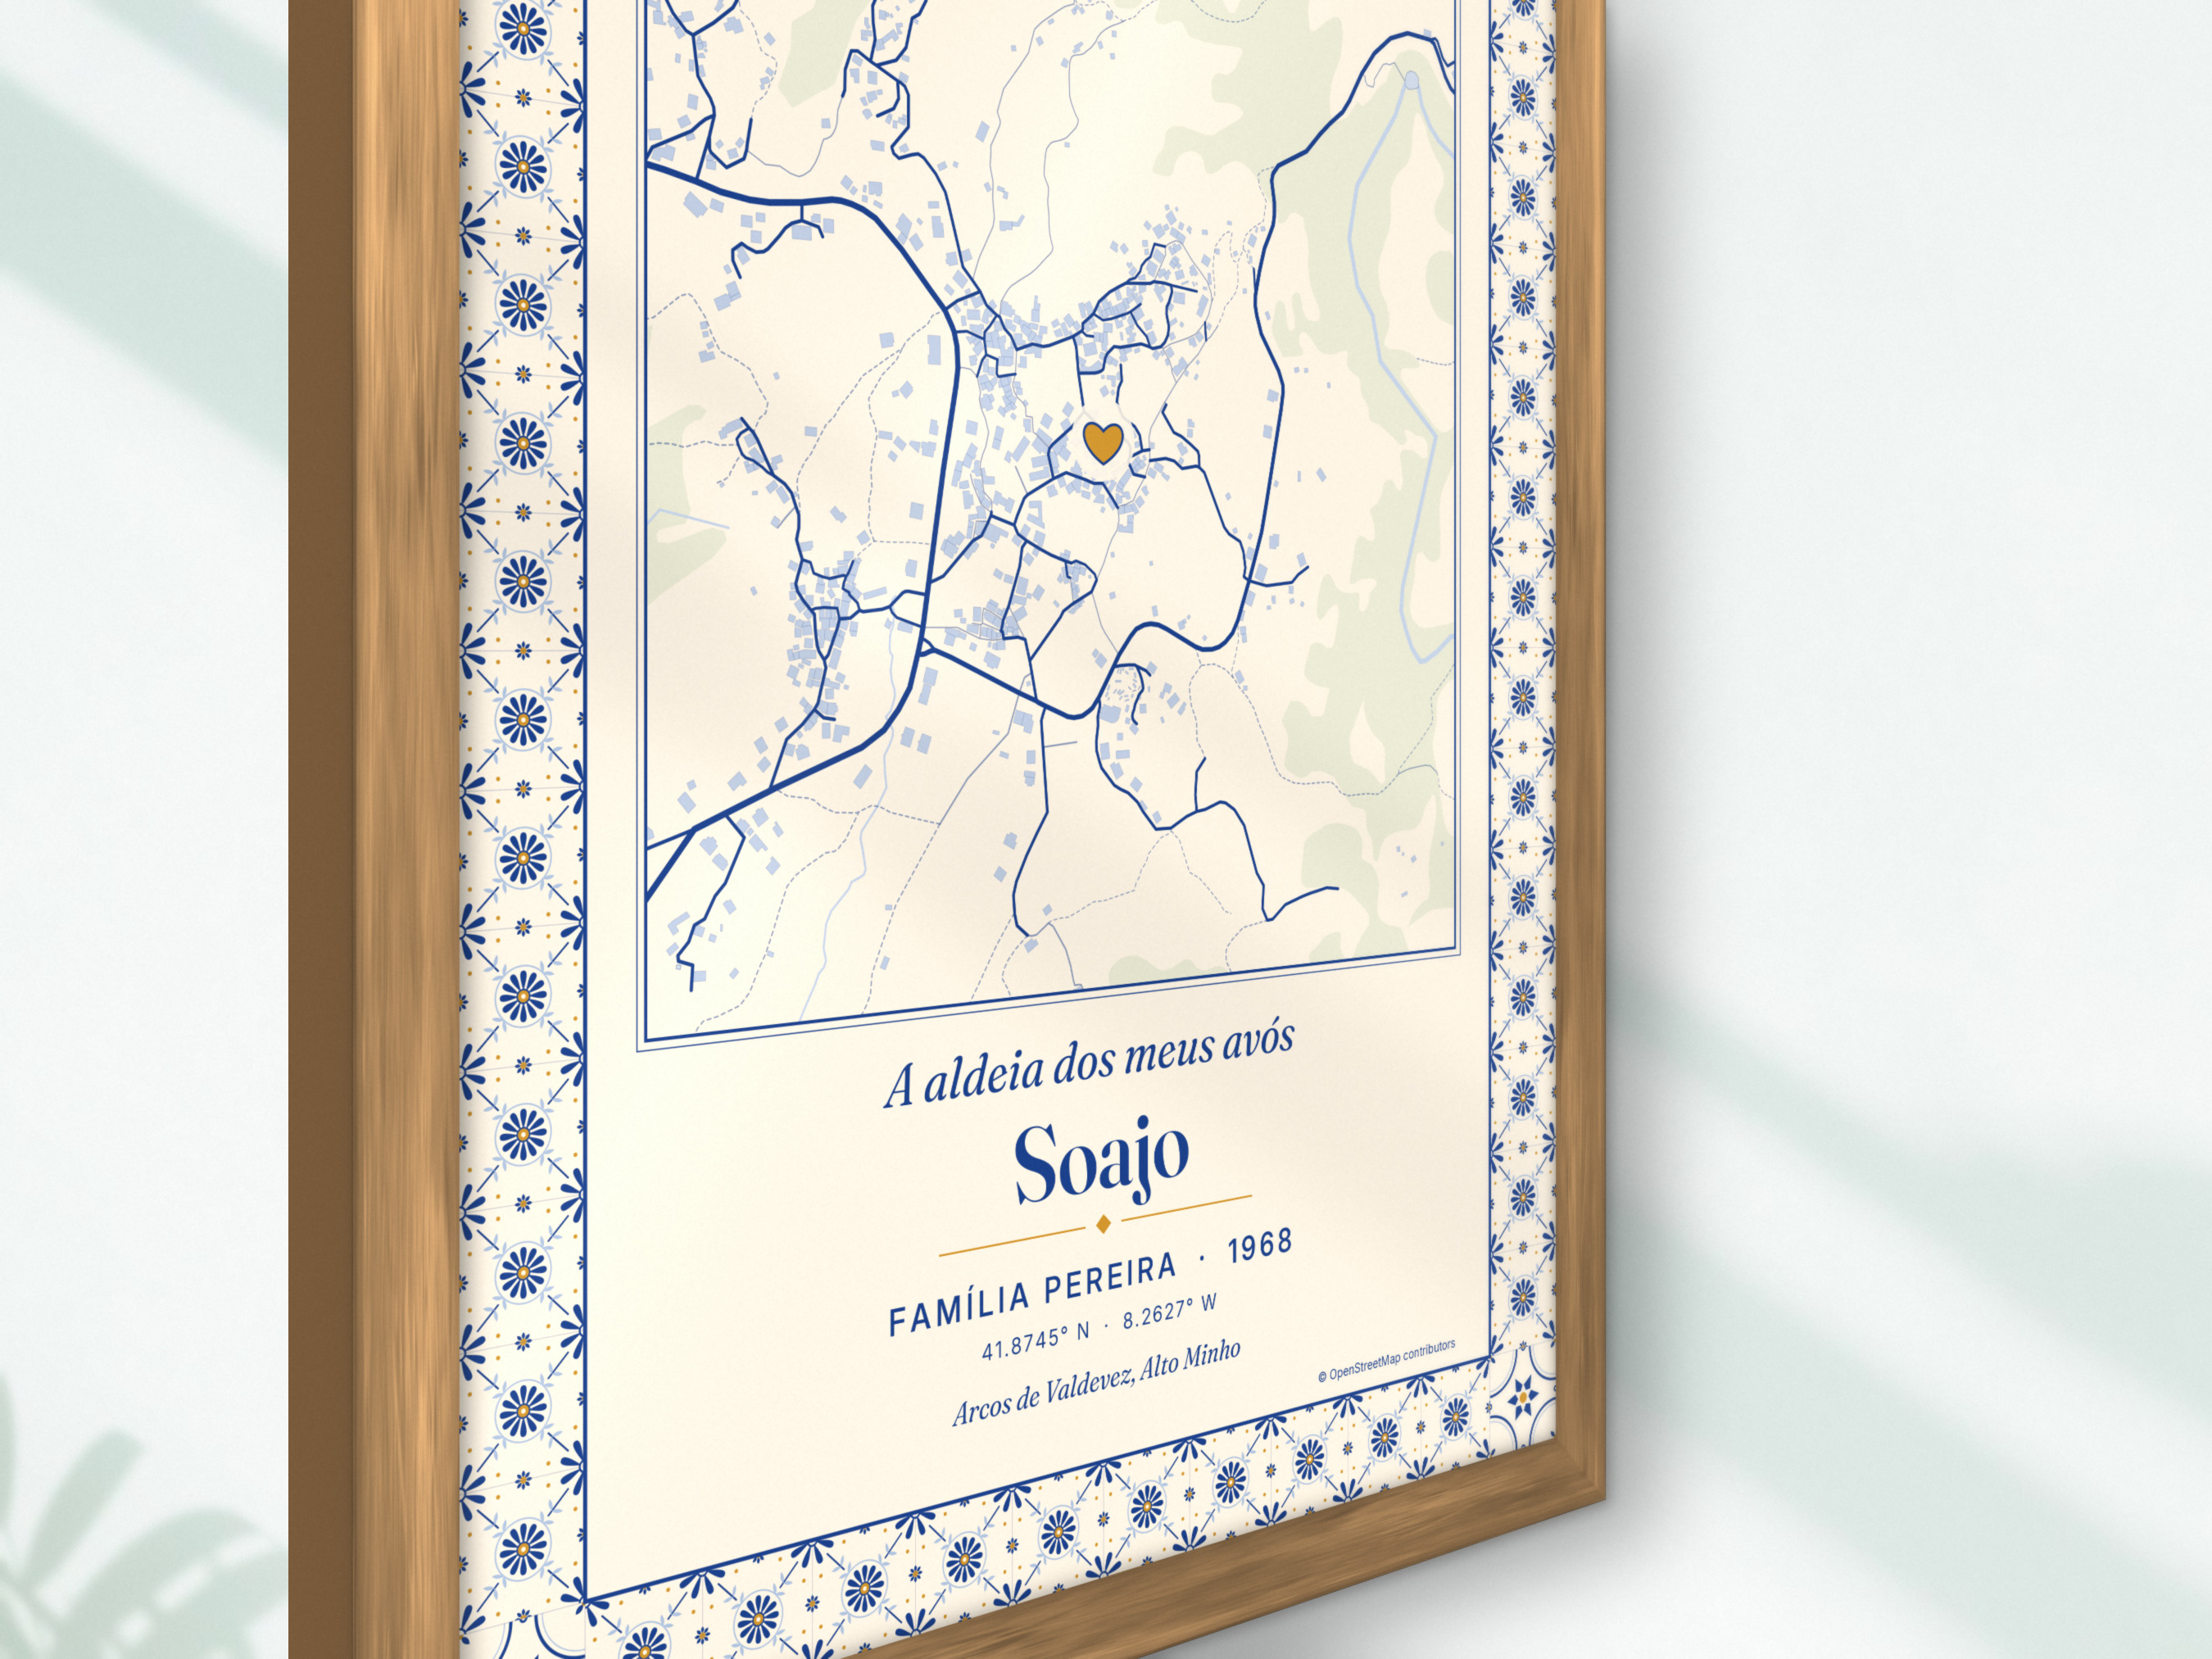 A aldeia dos meus avós
Soajo
FAMÍLIA PEREIRA · 1968
41.8745° N · 8.2627° W
Arcos de Valdevez, Alto Minho
© OpenStreetMap contributors